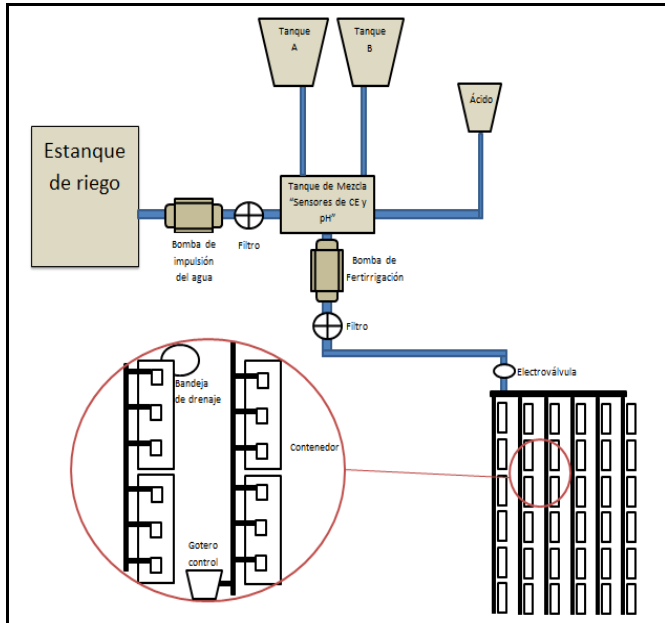 Tanque
A
Tanque
B
Ácido
Estanque
de riego
Tanque de Mezcla
"Sensores de CE y
pH"
Bomba de
impulsión
del agua
Filtro
Bomba de
Fertirrigación
Filtro
Electroválvula
Bandeja
de drenaje
Contenedor
Gotero
control